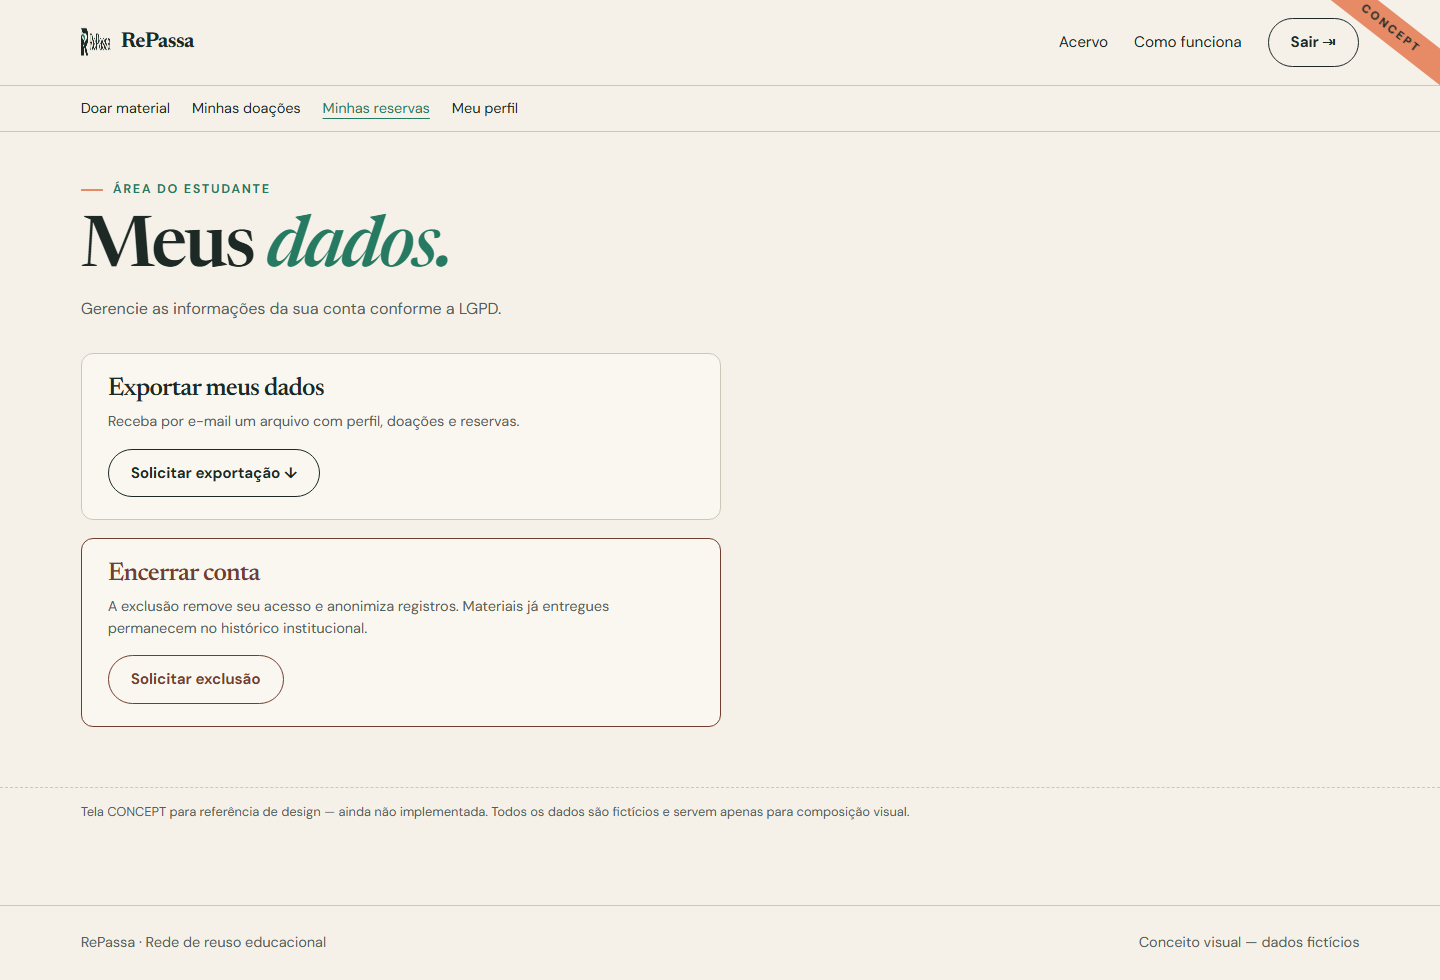 RePassa
Acervo
Como funciona
Sair ⇥
CONCEPT
Doar material
Minhas doações
Minhas reservas
Meu perfil
ÁREA DO ESTUDANTE
Meus dados.
Gerencie as informações da sua conta conforme a LGPD.
Exportar meus dados
Receba por e-mail um arquivo com perfil, doações e reservas.
Solicitar exportação ↓
Encerrar conta
A exclusão remove seu acesso e anonimiza registros. Materiais já entregues
permanecem no histórico institucional.
Solicitar exclusão
Tela CONCEPT para referência de design — ainda não implementada. Todos os dados são fictícios e servem apenas para composição visual.
RePassa · Rede de reuso educacional
Conceito visual — dados fictícios